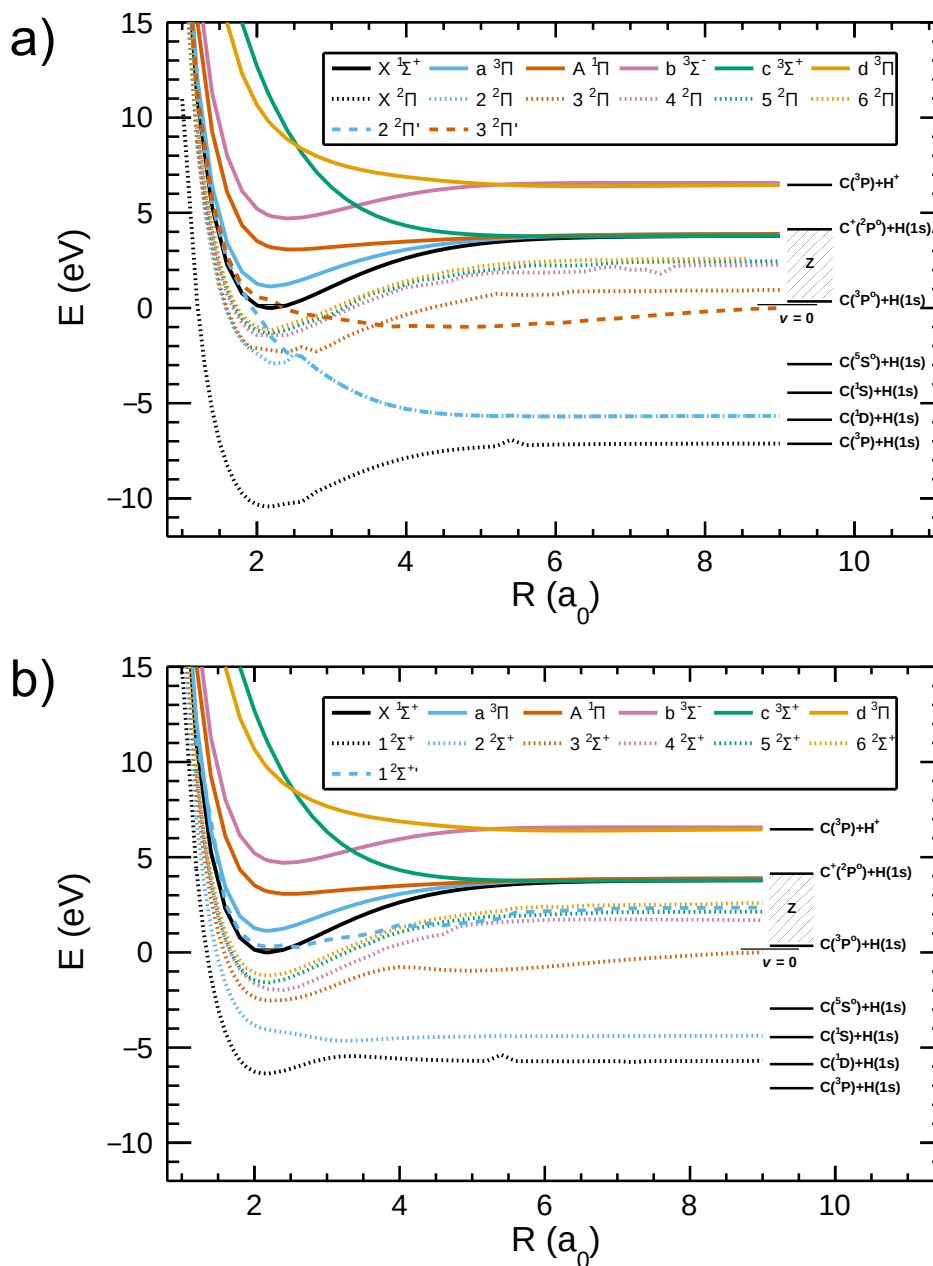 a)
15
10
5
0
−5
−10
E (eV)
X ¹Σ⁺ a ³Π A ¹Π b ³Σ⁻ c ³Σ⁺ d ³Π
X ²Π 2 ²Π 3 ²Π 4 ²Π 5 ²Π 6 ²Π
2 ²Π' 3 ²Π'
C(³P)+H⁺
C⁺(²Pᵒ)+H(1s)
Z
C(³Pᵒ)+H(1s)
v = 0
C(⁵Sᵒ)+H(1s)
C(¹S)+H(1s)
C(¹D)+H(1s)
C(³P)+H(1s)
2 4 6 8 10
R (a₀)
b)
15
10
5
0
−5
−10
E (eV)
X ¹Σ⁺ a ³Π A ¹Π b ³Σ⁻ c ³Σ⁺ d ³Π
1 ²Σ⁺ 2 ²Σ⁺ 3 ²Σ⁺ 4 ²Σ⁺ 5 ²Σ⁺ 6 ²Σ⁺
1 ²Σ⁺'
C(³P)+H⁺
C⁺(²Pᵒ)+H(1s)
Z
C(³Pᵒ)+H(1s)
v = 0
C(⁵Sᵒ)+H(1s)
C(¹S)+H(1s)
C(¹D)+H(1s)
C(³P)+H(1s)
2 4 6 8 10
R (a₀)